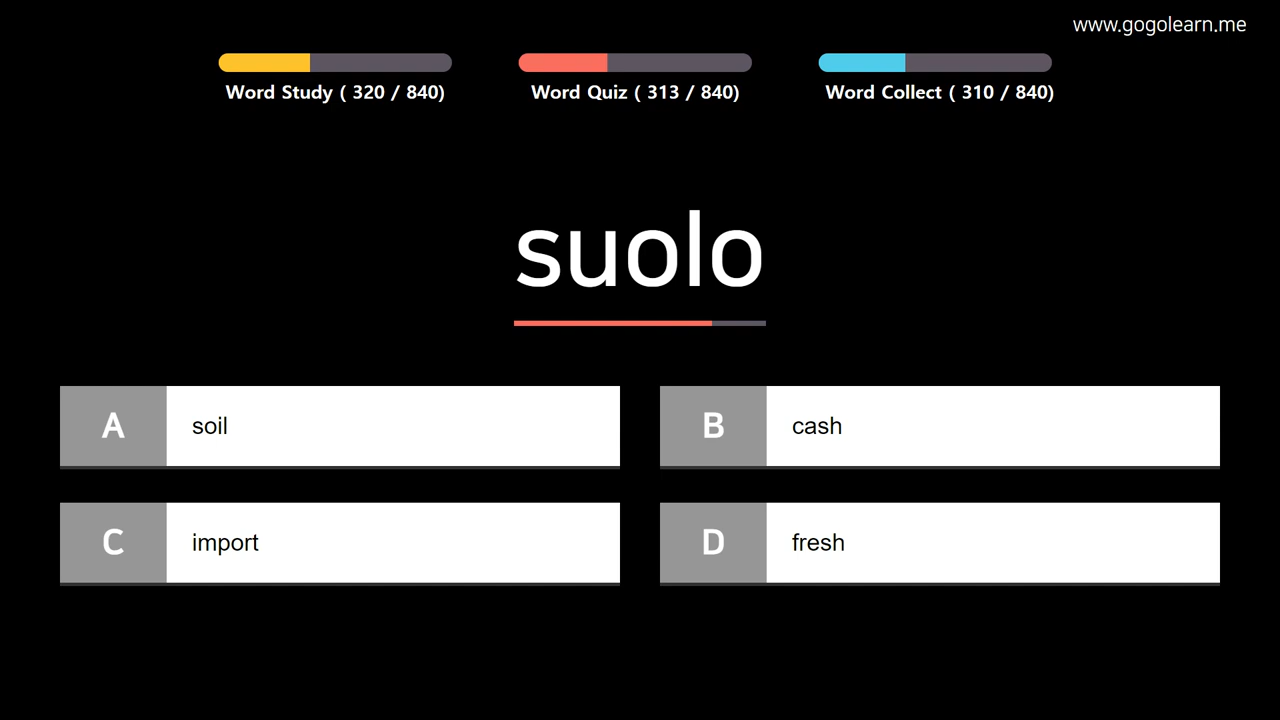 www.gogolearn.me
Word Study ( 320 / 840)
Word Quiz ( 313 / 840)
Word Collect ( 310 / 840)
suolo
A soil
B cash
C import
D fresh